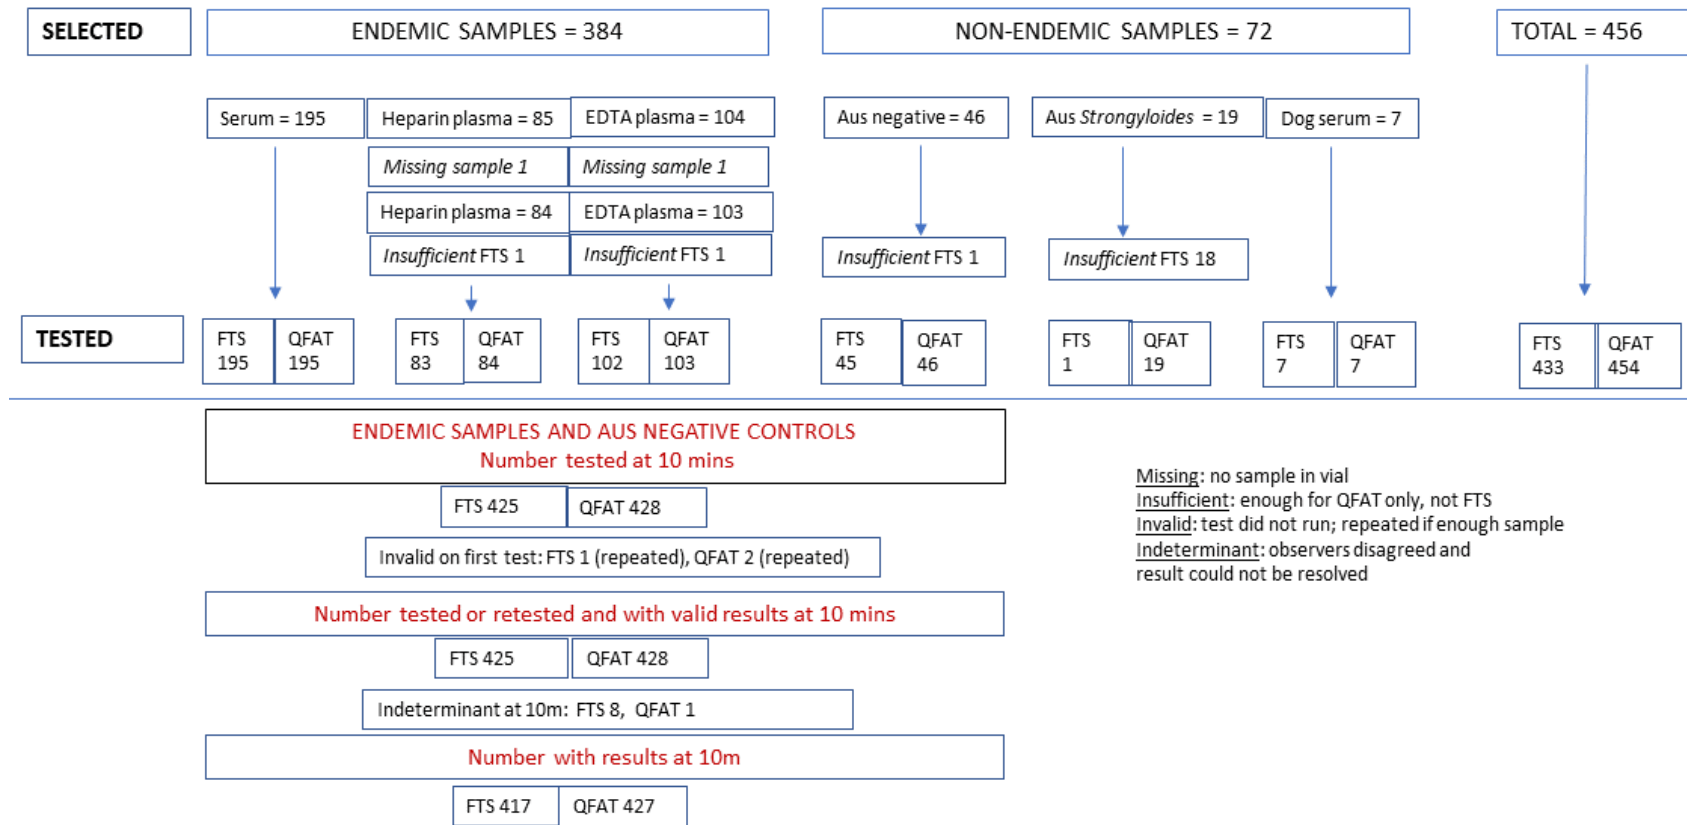 SELECTED
ENDEMIC SAMPLES = 384
NON-ENDEMIC SAMPLES = 72
TOTAL = 456
Serum = 195
Heparin plasma = 85
EDTA plasma = 104
Aus negative = 46
Aus Strongyloides = 19
Dog serum = 7
Missing sample 1
Missing sample 1
Heparin plasma = 84
EDTA plasma = 103
Insufficient FTS 1
Insufficient FTS 1
Insufficient FTS 1
Insufficient FTS 18
TESTED
FTS
195
QFAT
195
FTS
83
QFAT
84
FTS
102
QFAT
103
FTS
45
QFAT
46
FTS
1
QFAT
19
FTS
7
QFAT
7
FTS
433
QFAT
454
ENDEMIC SAMPLES AND AUS NEGATIVE CONTROLS
Number tested at 10 mins
FTS 425
QFAT 428
Invalid on first test: FTS 1 (repeated), QFAT 2 (repeated)
Number tested or retested and with valid results at 10 mins
FTS 425
QFAT 428
Indeterminant at 10m: FTS 8, QFAT 1
Number with results at 10m
FTS 417
QFAT 427
Missing: no sample in vial
Insufficient: enough for QFAT only, not FTS
Invalid: test did not run; repeated if enough sample
Indeterminant: observers disagreed and
result could not be resolved